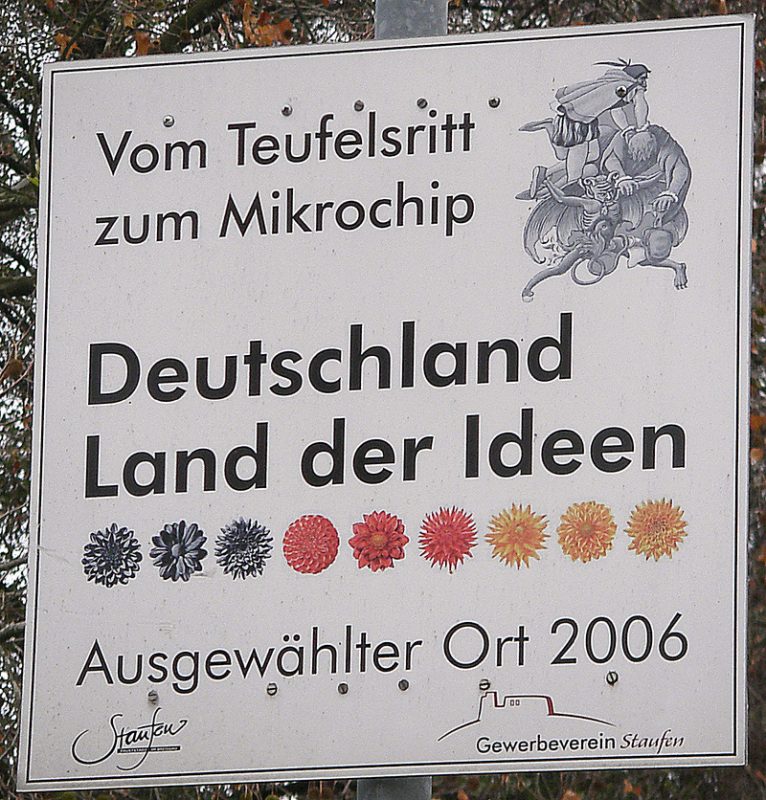 Vom Teufelsritt
zum Mikrochip
Deutschland
Land der Ideen
Ausgewählter Ort 2006
Staufen
Gewerbeverein Staufen